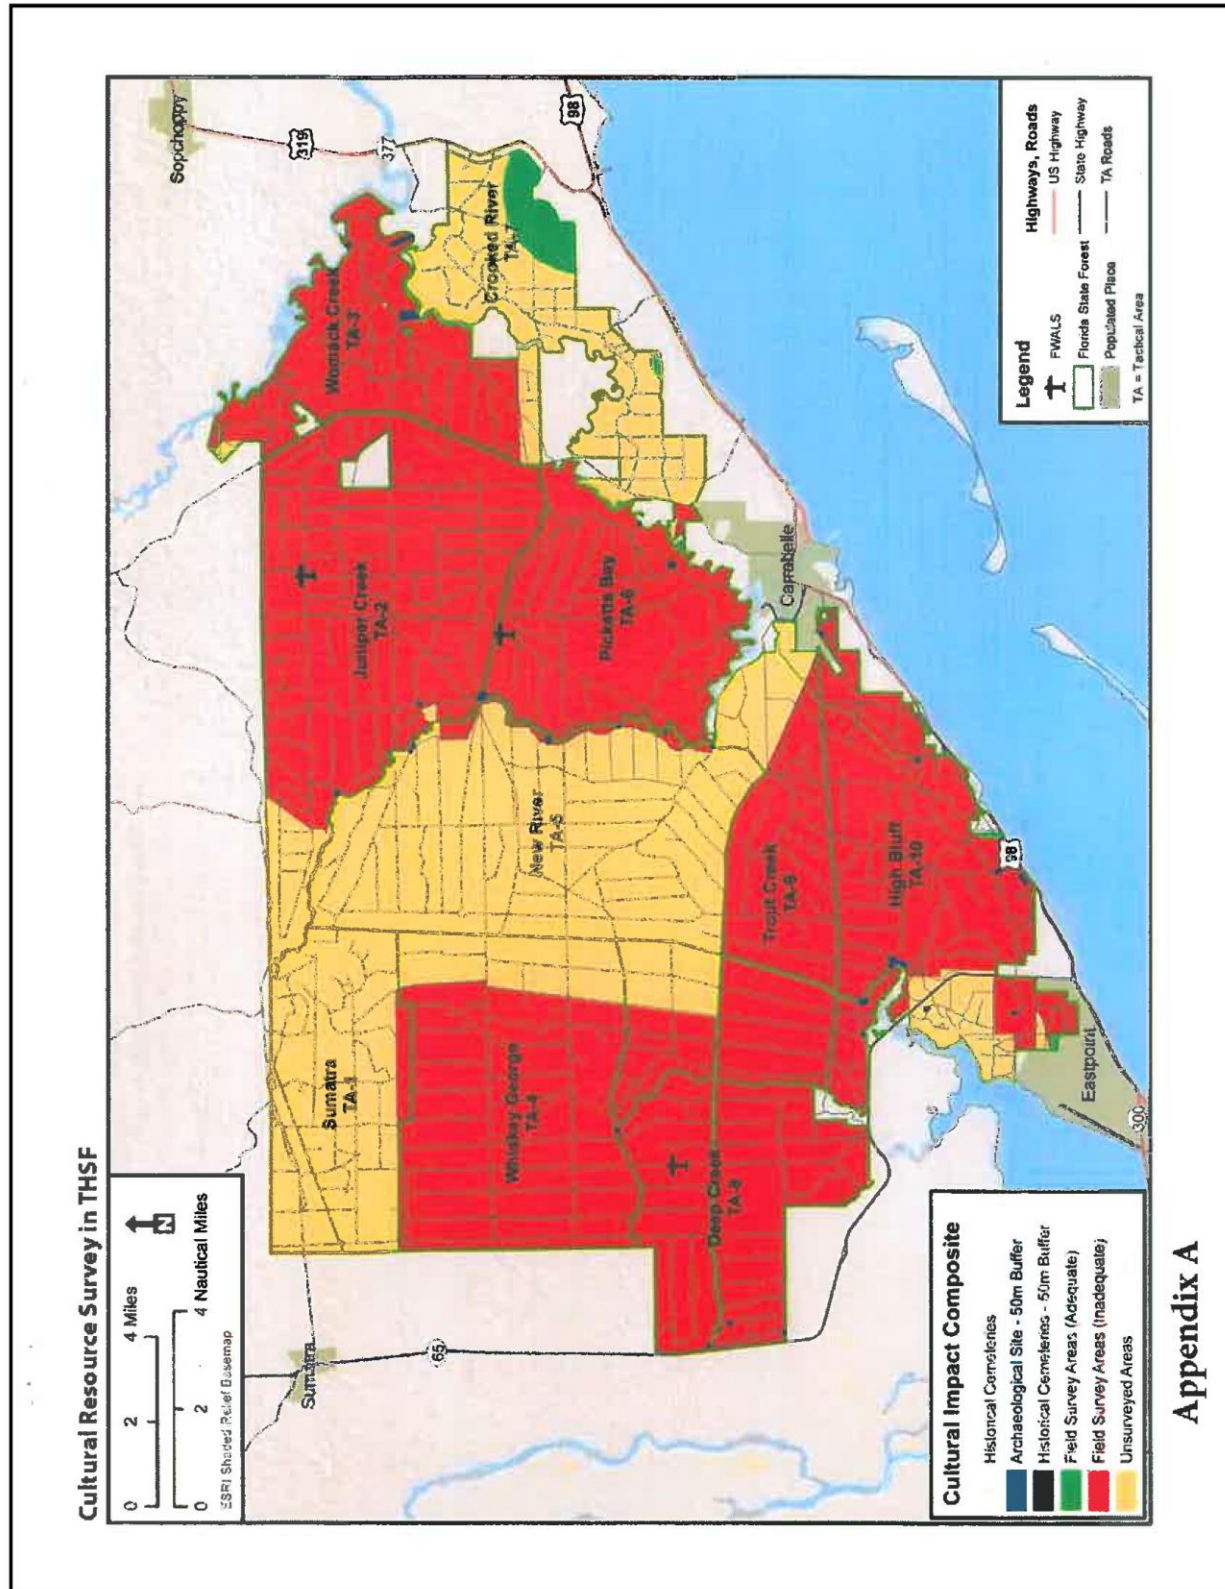 Cultural Resource Survey in THSF
0 2 4 Miles
0 2 4 Nautical Miles
ESRI Shaded Relief Basemap
N
Sopchoppy
319
377
98
Sumatra
65
Womack Creek
TA-3
Crooked River
TA-7
Juniper Creek
TA-2
Sumatra
TA-1
Picketts Bay
TA-6
New River
TA-5
Whiskey George
TA-4
Carrabelle
Trout Creek
TA-9
Deep Creek
TA-8
High Bluff
TA-10
98
Eastpoint
300
Cultural Impact Composite
Historical Cemeteries
Archaeological Site - 50m Buffer
Historical Cemeteries - 50m Buffer
Field Survey Areas (Adequate)
Field Survey Areas (Inadequate)
Unsurveyed Areas
Legend
FWALS
Florida State Forest
Populated Place
TA = Tactical Area
Highways, Roads
US Highway
State Highway
TA Roads
Appendix A